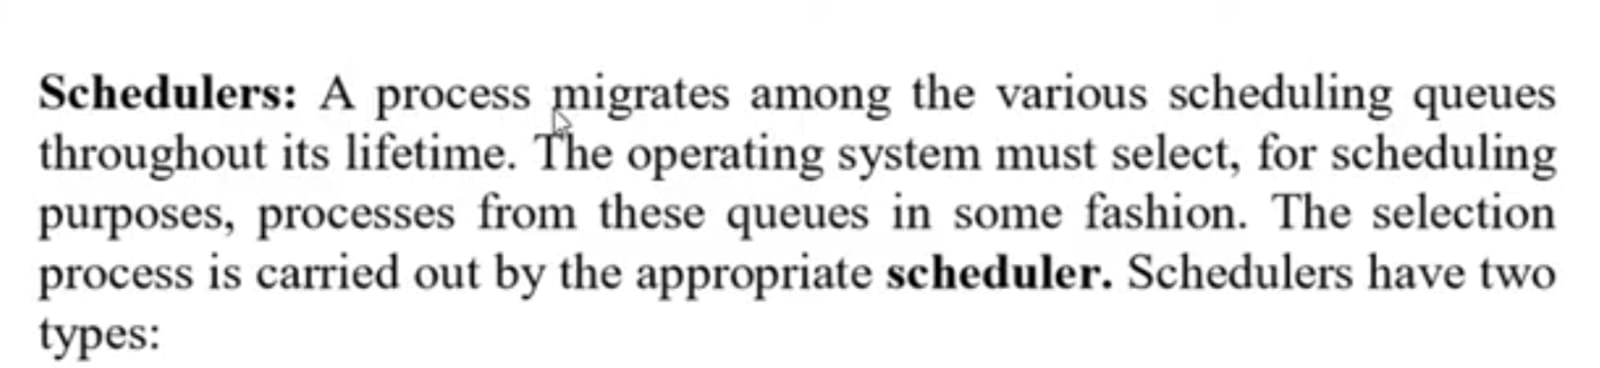 Schedulers: A process migrates among the various scheduling queues
throughout its lifetime. The operating system must select, for scheduling
purposes, processes from these queues in some fashion. The selection
process is carried out by the appropriate scheduler. Schedulers have two
types: